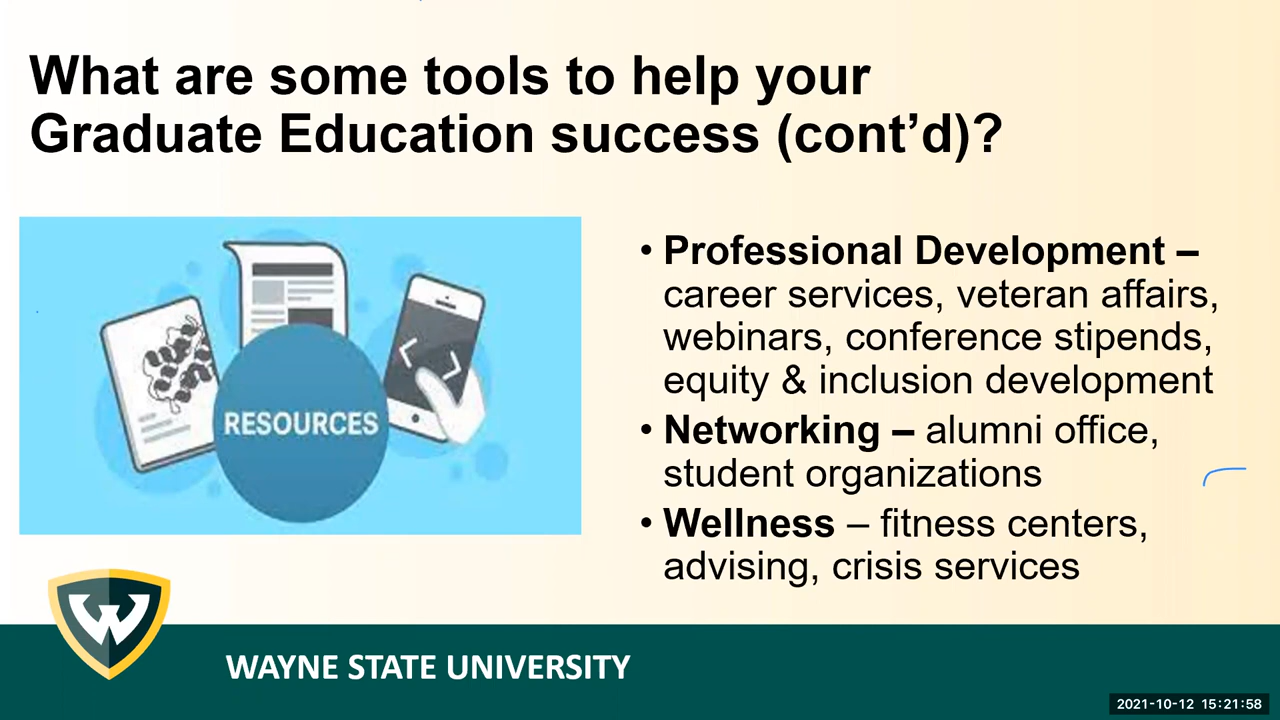 What are some tools to help your
Graduate Education success (cont’d)?
RESOURCES
• Professional Development –
career services, veteran affairs,
webinars, conference stipends,
equity & inclusion development
• Networking – alumni office,
student organizations
• Wellness – fitness centers,
advising, crisis services
W
WAYNE STATE UNIVERSITY
2021-10-12 15:21:58